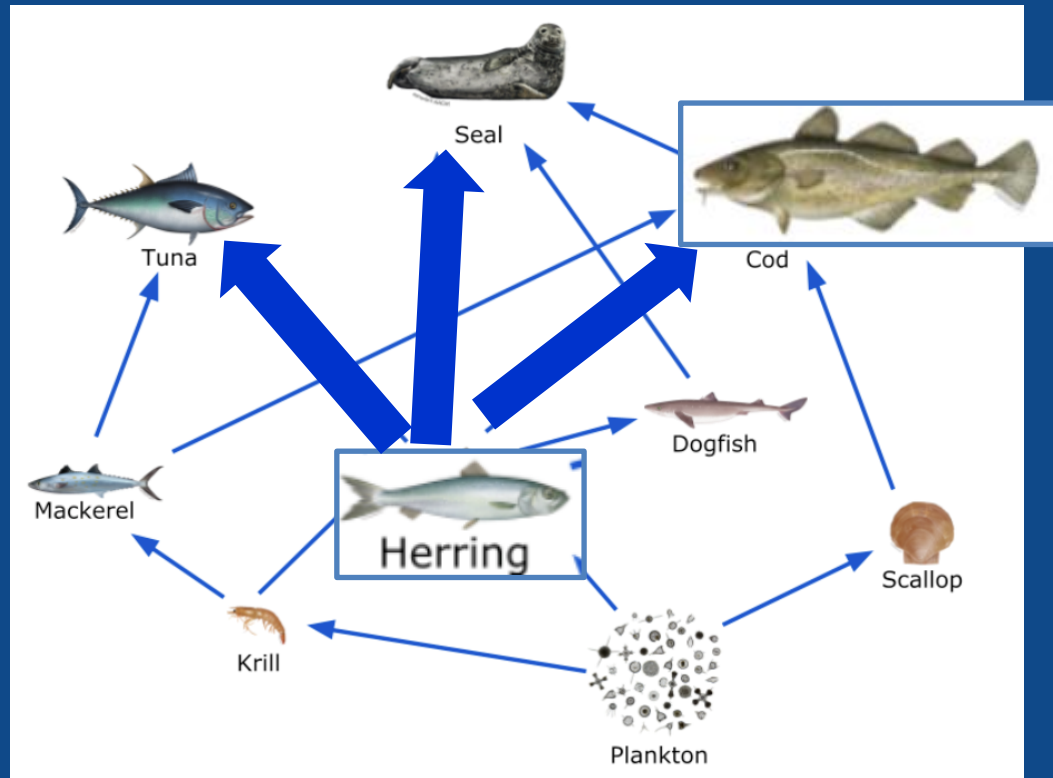 Seal
Tuna
Cod
Dogfish
Mackerel
Herring
Scallop
Krill
Plankton